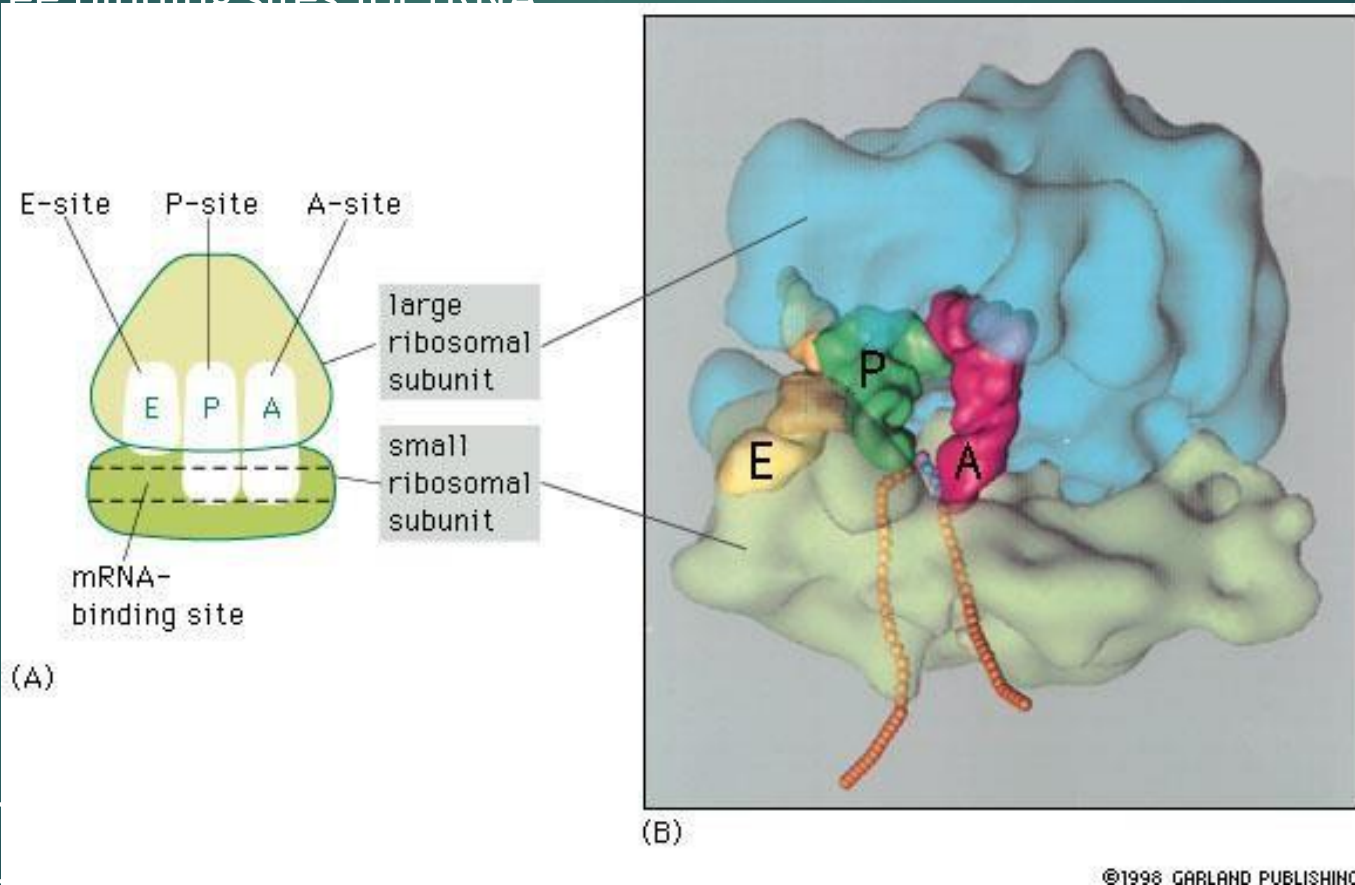 E-site P-site A-site
E P A
large
ribosomal
subunit
small
ribosomal
subunit
mRNA-
binding site
(A)
P
E
A
(B)
©1998 GARLAND PUBLISHING